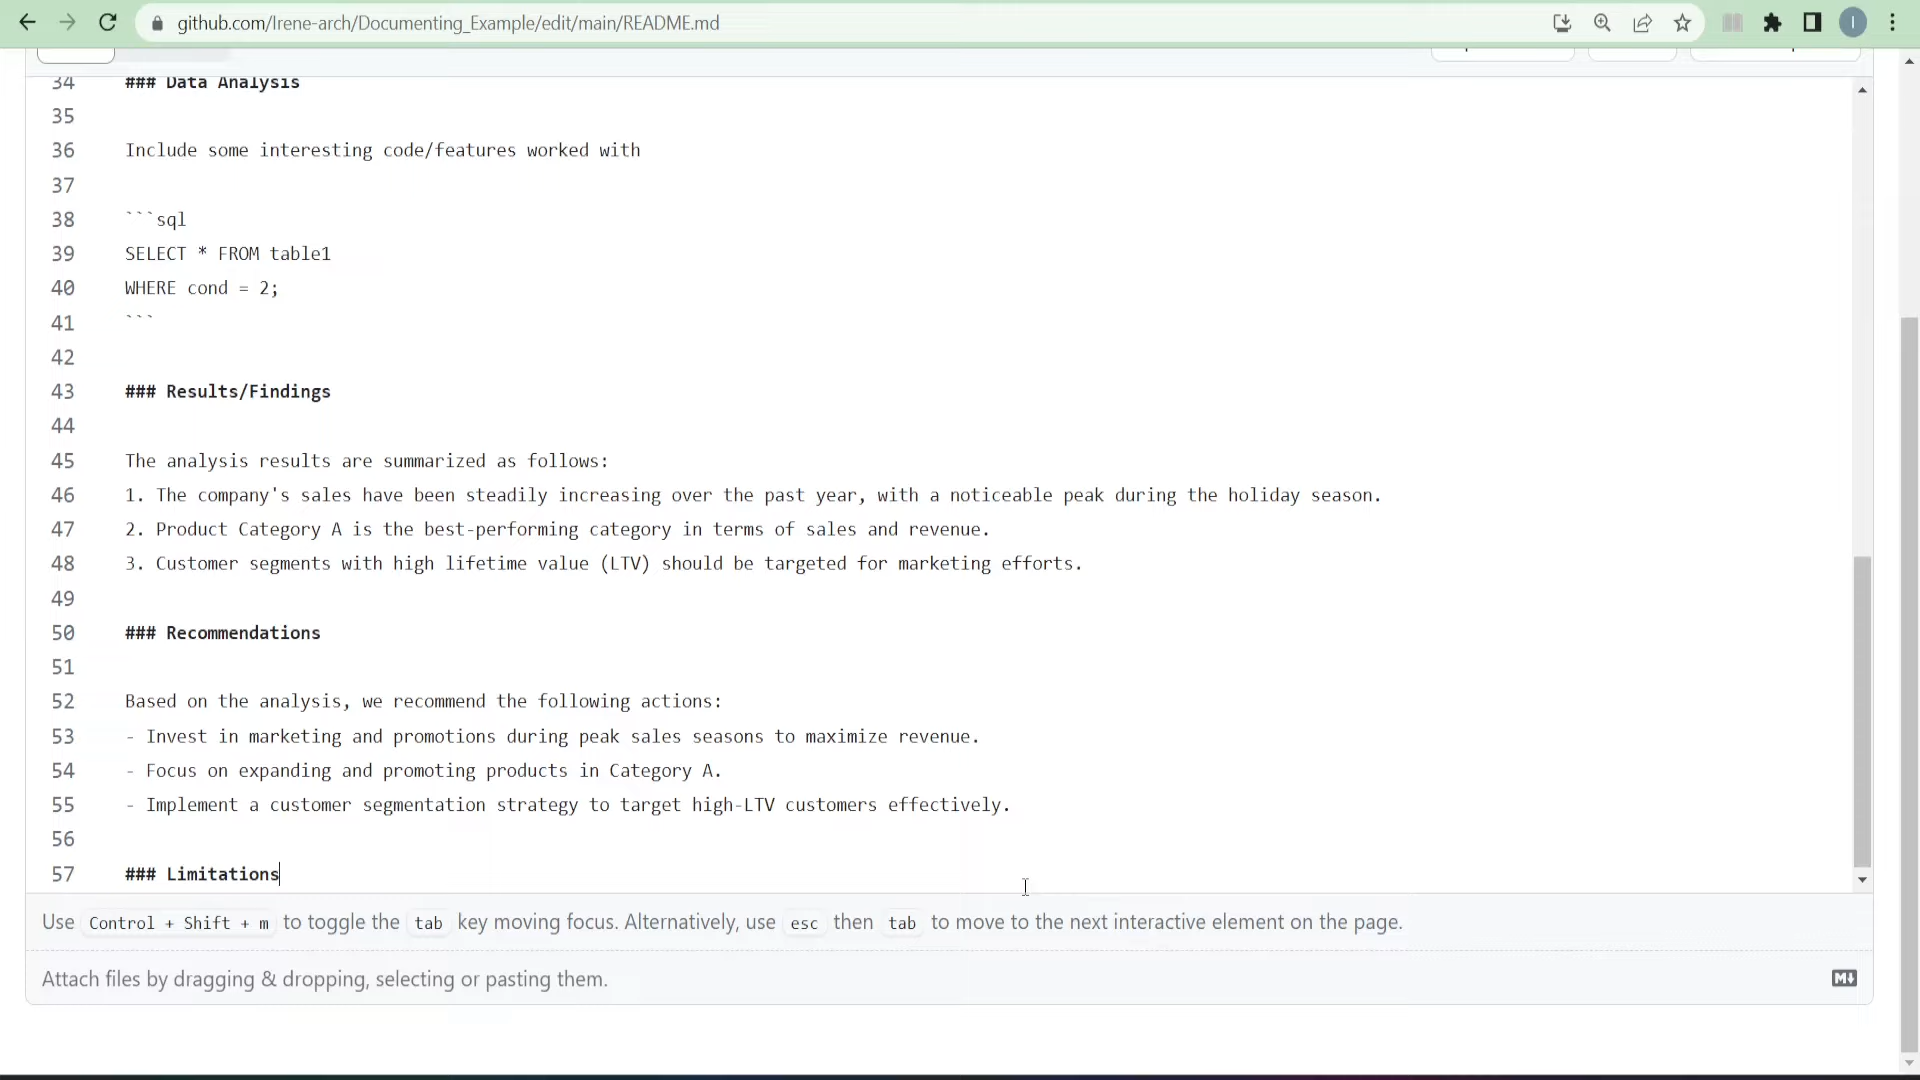 github.com/Irene-arch/Documenting_Example/edit/main/README.md
I
34 ### Data Analysis
35
36 Include some interesting code/features worked with
37
38 ```sql
39 SELECT * FROM table1
40 WHERE cond = 2;
41 ```
42
43 ### Results/Findings
44
45 The analysis results are summarized as follows:
46 1. The company's sales have been steadily increasing over the past year, with a noticeable peak during the holiday season.
47 2. Product Category A is the best-performing category in terms of sales and revenue.
48 3. Customer segments with high lifetime value (LTV) should be targeted for marketing efforts.
49
50 ### Recommendations
51
52 Based on the analysis, we recommend the following actions:
53 - Invest in marketing and promotions during peak sales seasons to maximize revenue.
54 - Focus on expanding and promoting products in Category A.
55 - Implement a customer segmentation strategy to target high-LTV customers effectively.
56
57 ### Limitations
Use Control + Shift + m to toggle the tab key moving focus. Alternatively, use esc then tab to move to the next interactive element on the page.
Attach files by dragging & dropping, selecting or pasting them.
M↓